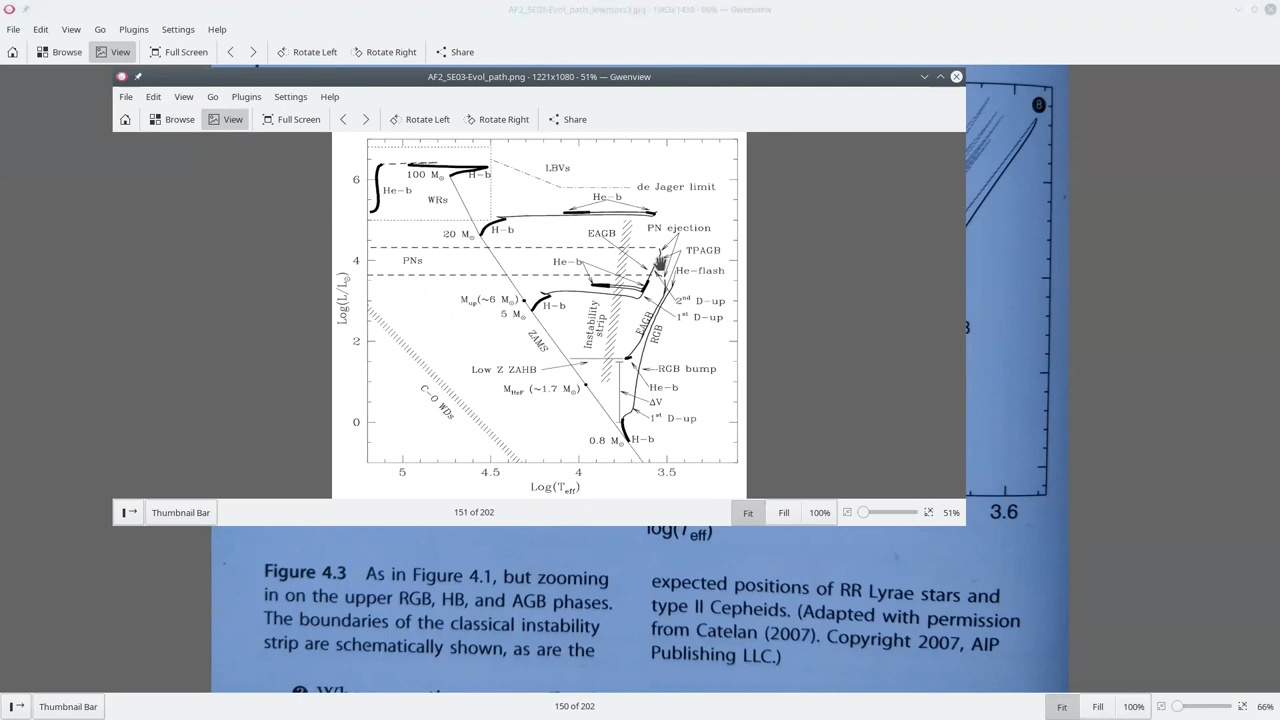 AF2_SE03-Evol_path_lowmass3.jpg - 1963x1438 - 66% — Gwenview
File Edit View Go Plugins Settings Help
Browse View Full Screen Rotate Left Rotate Right Share
AF2_SE03-Evol_path.png - 1221x1080 - 51% — Gwenview
File Edit View Go Plugins Settings Help
Browse View Full Screen Rotate Left Rotate Right Share
8
LBVs
6
100 M⊙
H-b
He-b
de Jager limit
WRs
He-b
20 M⊙
H-b
EAGB
PN ejection
TPAGB
4
PNs
He-b
He-flash
Log(L/L⊙)
Mup(~6 M⊙)
H-b
2nd D-up
5 M⊙
1st D-up
Instability
strip
EAGB
RGB
ZAMS
2
Low Z ZAHB
RGB bump
MHeF (~1.7 M⊙)
He-b
ΔV
C-O WDs
1st D-up
0
0.8 M⊙
H-b
5 4.5 4 3.5
Log(Teff)
Thumbnail Bar 151 of 202 Fit Fill 100% 51%
3.6
log(Teff)
Figure 4.3 As in Figure 4.1, but zooming
in on the upper RGB, HB, and AGB phases.
The boundaries of the classical instability
strip are schematically shown, as are the
expected positions of RR Lyrae stars and
type II Cepheids. (Adapted with permission
from Catelan (2007). Copyright 2007, AIP
Publishing LLC.)
Thumbnail Bar 150 of 202 Fit Fill 100% 66%